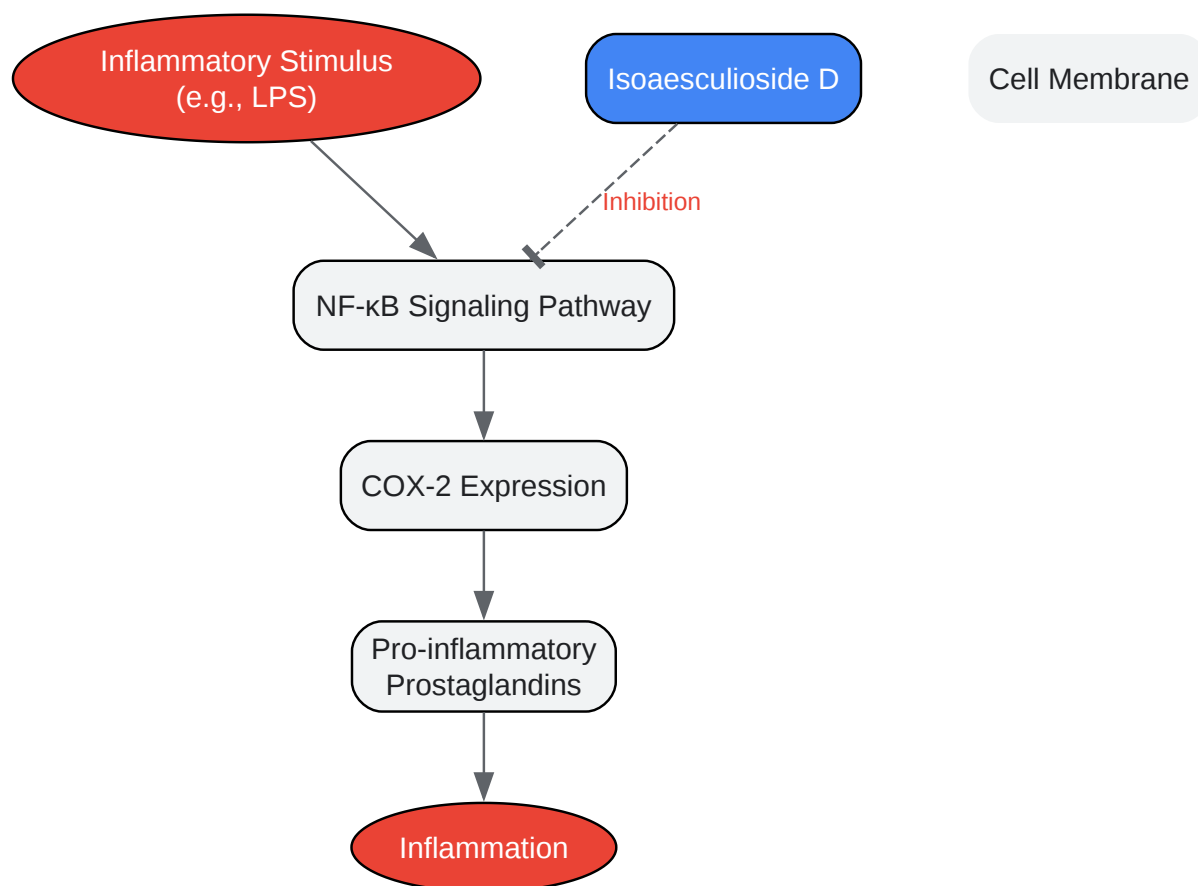 Inflammatory Stimulus
(e.g., LPS)
Isoaesculioside D
Cell Membrane
Inhibition
NF-κB Signaling Pathway
COX-2 Expression
Pro-inflammatory
Prostaglandins
Inflammation